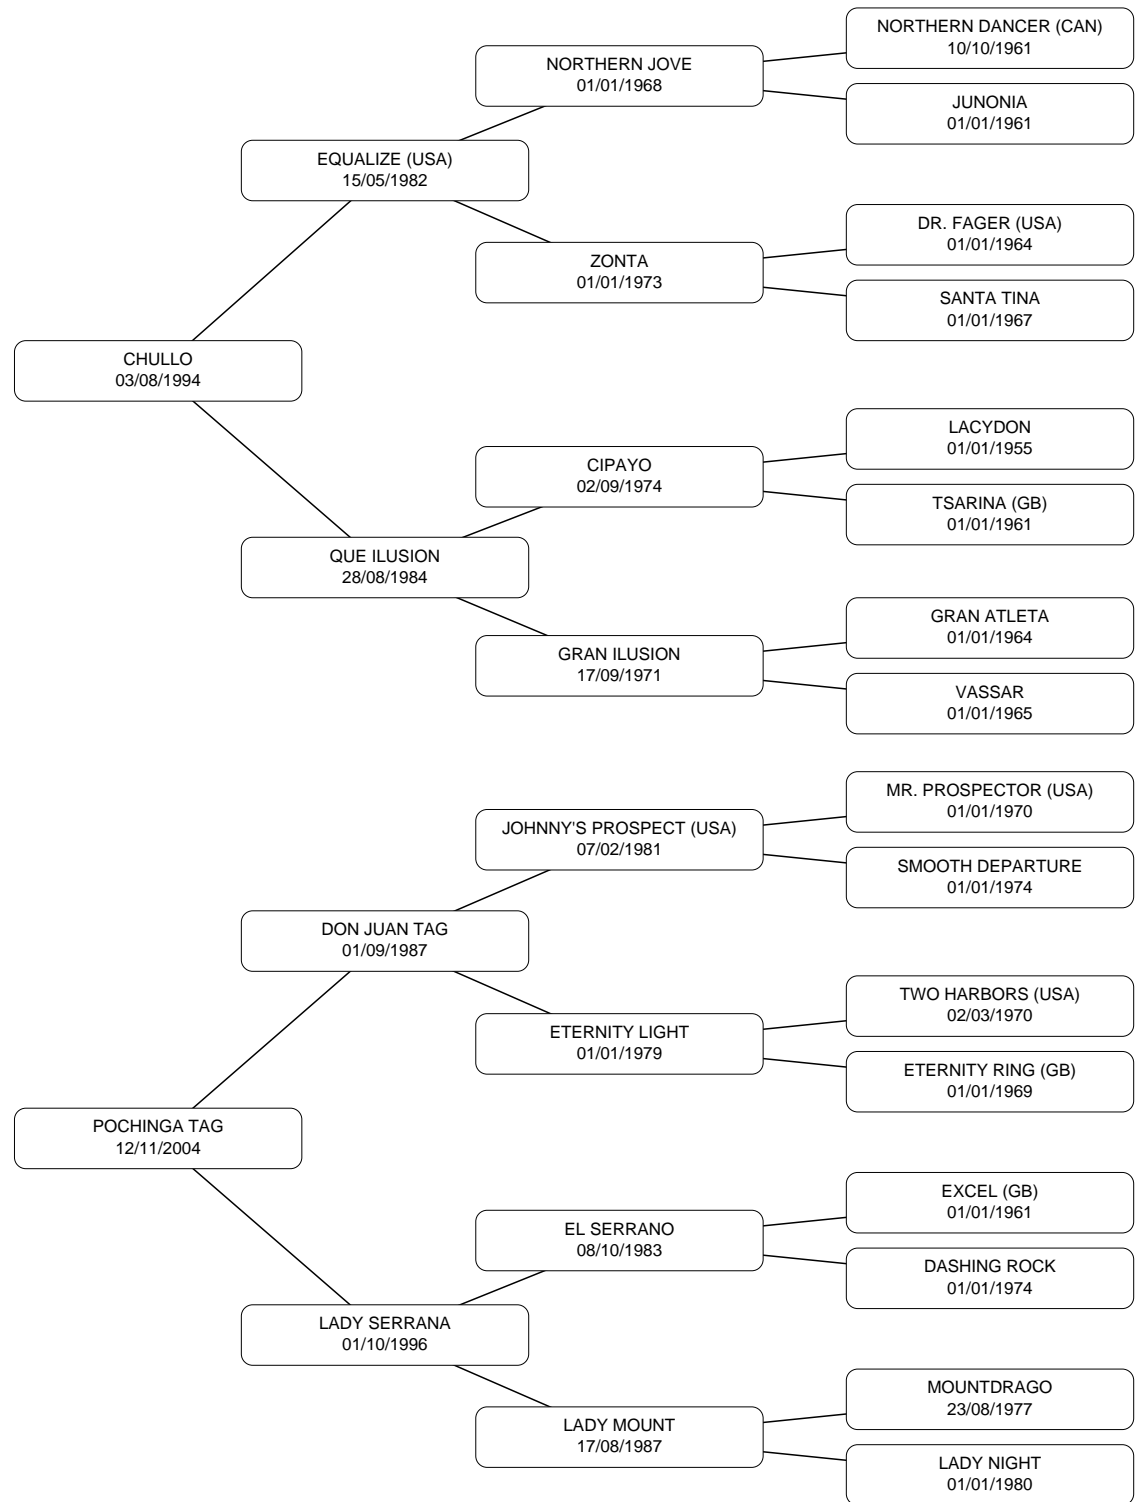 NORTHERN DANCER (CAN)
10/10/1961
NORTHERN JOVE
01/01/1968
JUNONIA
01/01/1961
EQUALIZE (USA)
15/05/1982
DR. FAGER (USA)
01/01/1964
ZONTA
01/01/1973
SANTA TINA
01/01/1967
CHULLO
03/08/1994
LACYDON
01/01/1955
CIPAYO
02/09/1974
TSARINA (GB)
01/01/1961
QUE ILUSION
28/08/1984
GRAN ATLETA
01/01/1964
GRAN ILUSION
17/09/1971
VASSAR
01/01/1965
MR. PROSPECTOR (USA)
01/01/1970
JOHNNY'S PROSPECT (USA)
07/02/1981
SMOOTH DEPARTURE
01/01/1974
DON JUAN TAG
01/09/1987
TWO HARBORS (USA)
02/03/1970
ETERNITY LIGHT
01/01/1979
ETERNITY RING (GB)
01/01/1969
POCHINGA TAG
12/11/2004
EXCEL (GB)
01/01/1961
EL SERRANO
08/10/1983
DASHING ROCK
01/01/1974
LADY SERRANA
01/10/1996
MOUNTDRAGO
23/08/1977
LADY MOUNT
17/08/1987
LADY NIGHT
01/01/1980